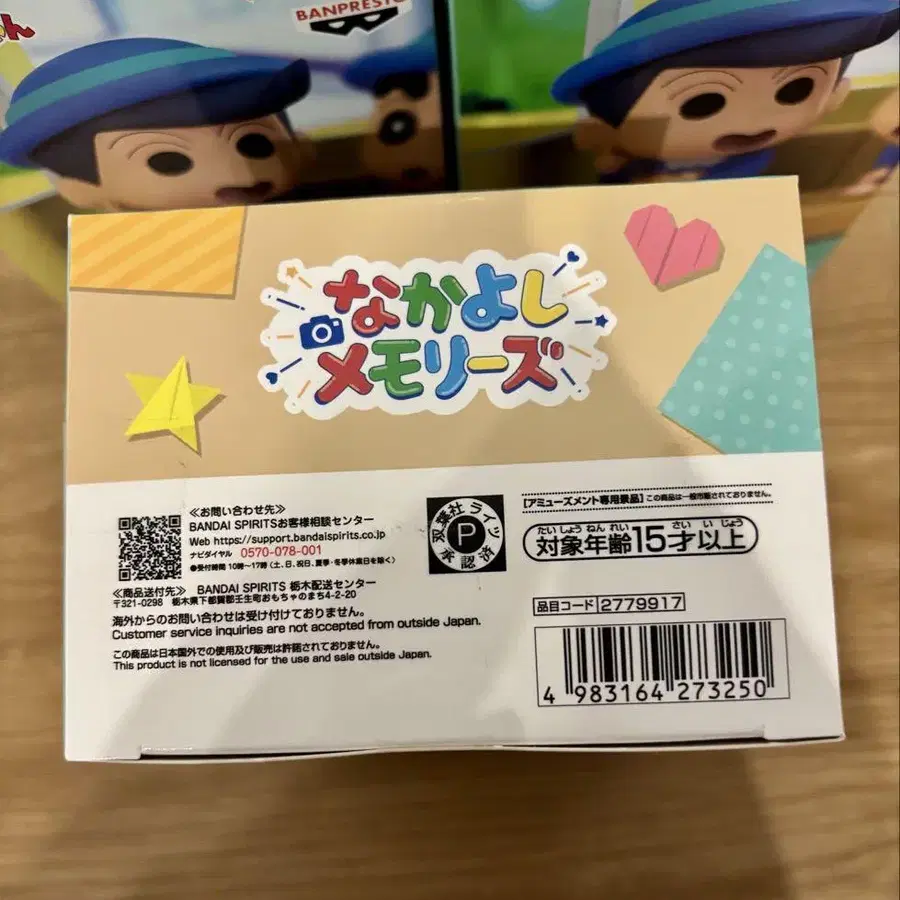 ゃん
BANPRESTO
なかよし
メモリーズ
≪お問い合わせ先≫
BANDAI SPIRITSお客様相談センター
Web https://support.bandaispirits.co.jp
ナビダイヤル 0570-078-001
●受付時間 10時〜17時(土、日、祝日、夏季・冬季休業日を除く)
≪商品送付先≫ BANDAI SPIRITS 栃木配送センター
〒321-0298 栃木県下都賀郡壬生町おもちゃのまち4-2-20
海外からのお問い合わせは受け付けておりません。
Customer service inquiries are not accepted from outside Japan.
この商品は日本国外での使用及び販売は許諾されておりません。
This product is not licensed for the use and sale outside Japan.
双葉社 ライツ
P
承認済
【アミューズメント専用景品】この商品は一般市販されておりません。
たいしょうねんれい さい いじょう
対象年齢15才以上
品目コード 2779917
4 983164 273250